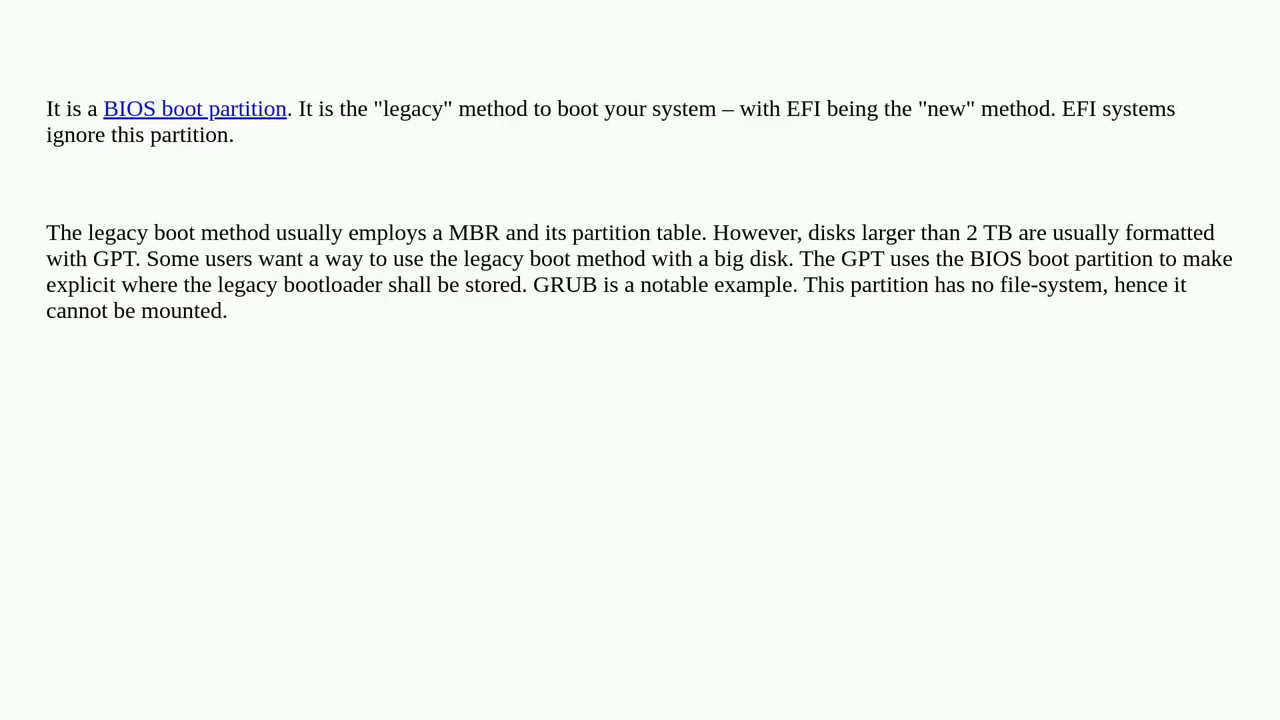 It is a BIOS boot partition. It is the "legacy" method to boot your system – with EFI being the "new" method. EFI systems
ignore this partition.
The legacy boot method usually employs a MBR and its partition table. However, disks larger than 2 TB are usually formatted
with GPT. Some users want a way to use the legacy boot method with a big disk. The GPT uses the BIOS boot partition to make
explicit where the legacy bootloader shall be stored. GRUB is a notable example. This partition has no file-system, hence it
cannot be mounted.